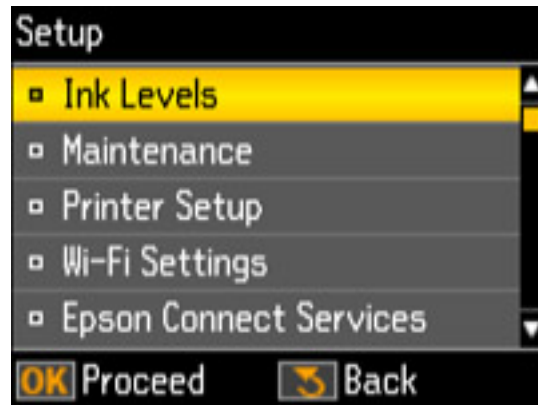 Setup
Ink Levels
Maintenance
Printer Setup
Wi-Fi Settings
Epson Connect Services
OK Proceed Back